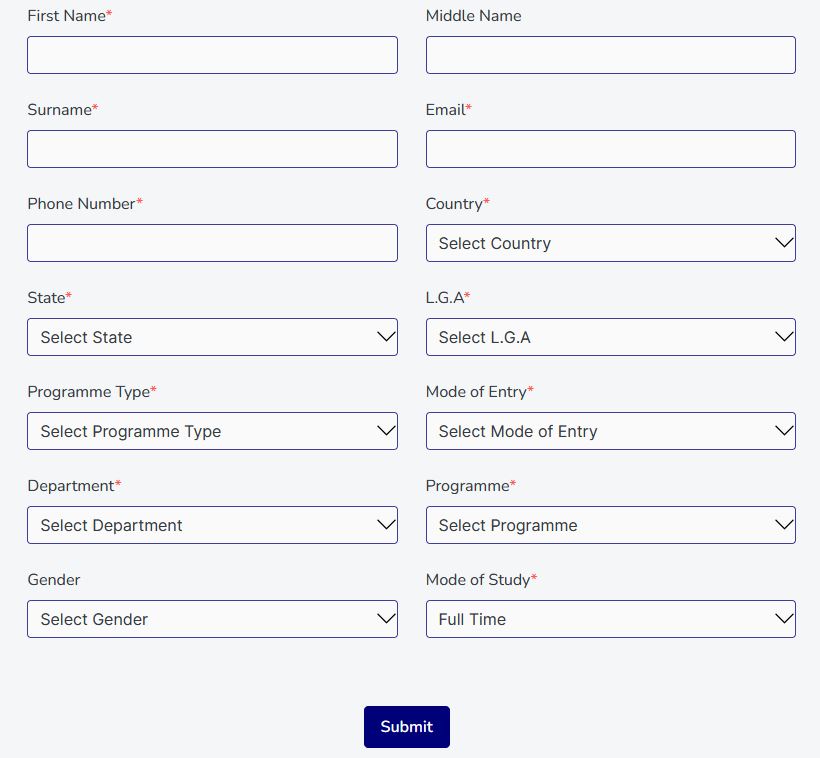 First Name*
Middle Name
Surname*
Email*
Phone Number*
Country*
Select Country
State*
L.G.A*
Select State
Select L.G.A
Programme Type*
Mode of Entry*
Select Programme Type
Select Mode of Entry
Department*
Programme*
Select Department
Select Programme
Gender
Mode of Study*
Select Gender
Full Time
Submit